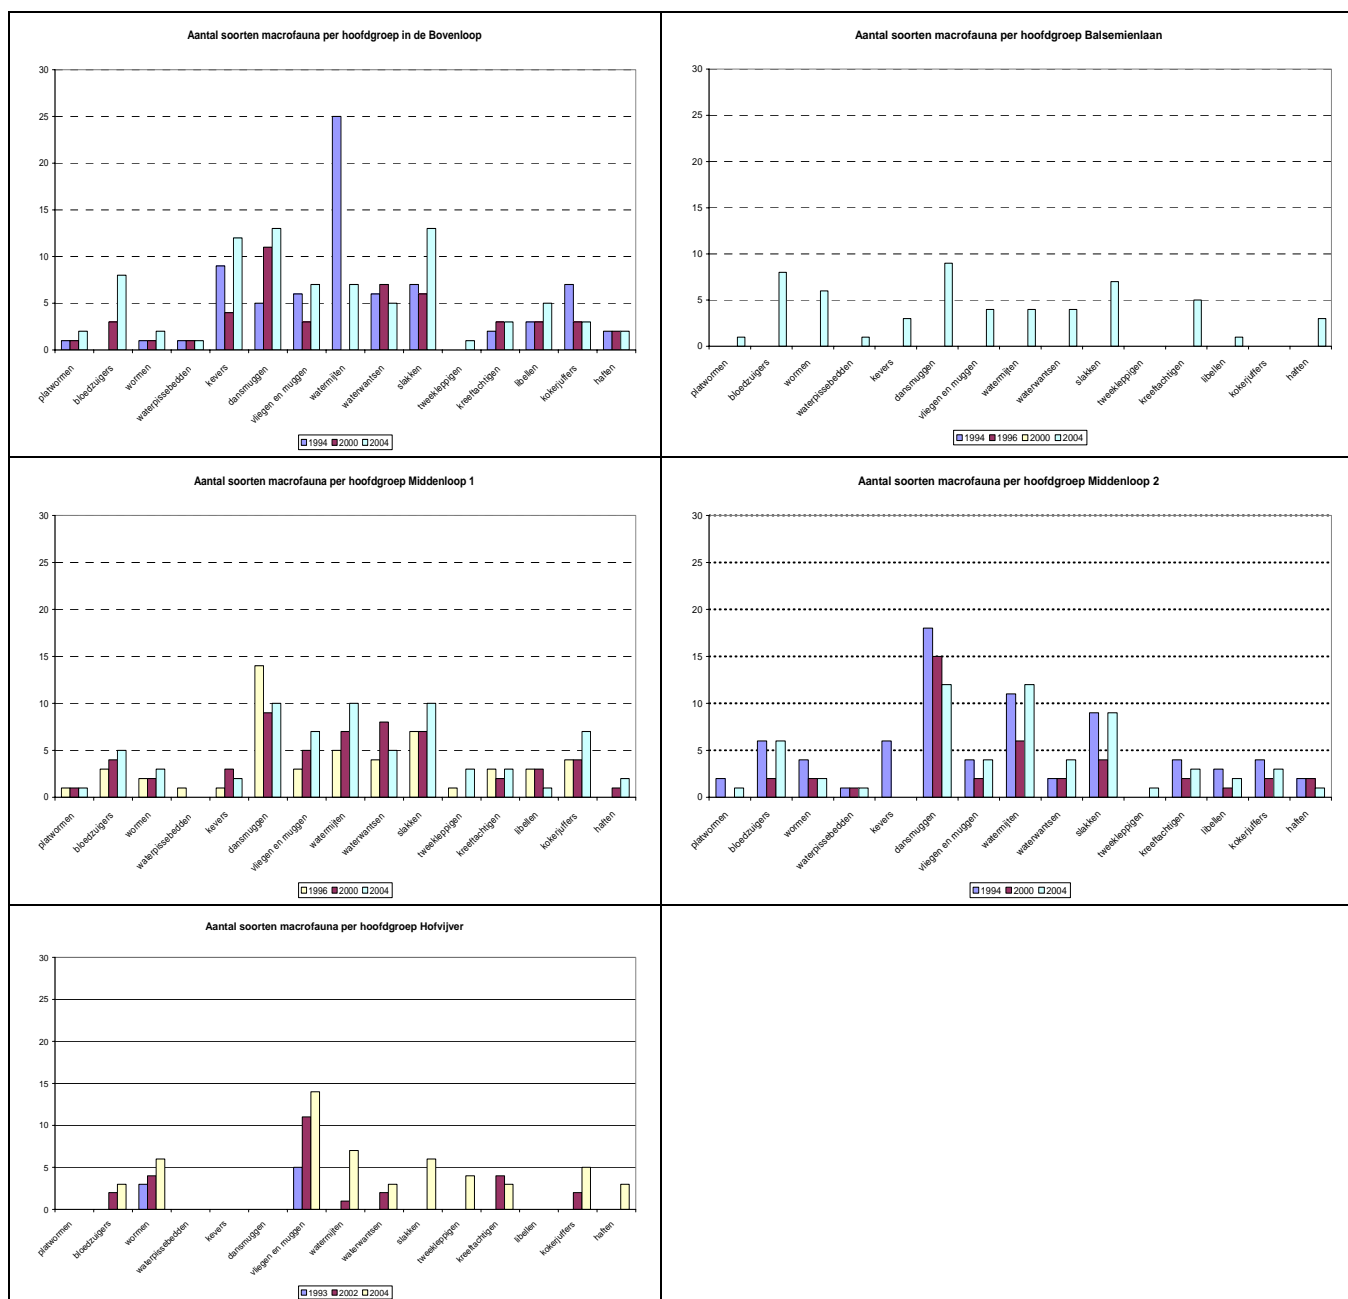 Aantal soorten macrofauna per hoofdgroep in de Bovenloop
30
25
20
15
10
5
0
platwormen
bloedzuigers
wormen
waterpissebedden
kevers
dansmuggen
vliegen en muggen
watermijten
waterwantsen
slakken
tweekleppigen
kreeftachtigen
libellen
kokerjuffers
haften
1994 2000 2004
Aantal soorten macrofauna per hoofdgroep Balsemienlaan
30
25
20
15
10
5
0
platwormen
bloedzuigers
wormen
waterpissebedden
kevers
dansmuggen
vliegen en muggen
watermijten
waterwantsen
slakken
tweekleppigen
kreeftachtigen
libellen
kokerjuffers
haften
1994 1996 2000 2004
Aantal soorten macrofauna per hoofdgroep Middenloop 1
30
25
20
15
10
5
0
platwormen
bloedzuigers
wormen
waterpissebedden
kevers
dansmuggen
vliegen en muggen
watermijten
waterwantsen
slakken
tweekleppigen
kreeftachtigen
libellen
kokerjuffers
haften
1996 2000 2004
Aantal soorten macrofauna per hoofdgroep Middenloop 2
30
25
20
15
10
5
0
platwormen
bloedzuigers
wormen
waterpissebedden
kevers
dansmuggen
vliegen en muggen
watermijten
waterwantsen
slakken
tweekleppigen
kreeftachtigen
libellen
kokerjuffers
haften
1994 2000 2004
Aantal soorten macrofauna per hoofdgroep Hofvijver
30
25
20
15
10
5
0
platwormen
bloedzuigers
wormen
waterpissebedden
kevers
dansmuggen
vliegen en muggen
watermijten
waterwantsen
slakken
tweekleppigen
kreeftachtigen
libellen
kokerjuffers
haften
1993 2002 2004